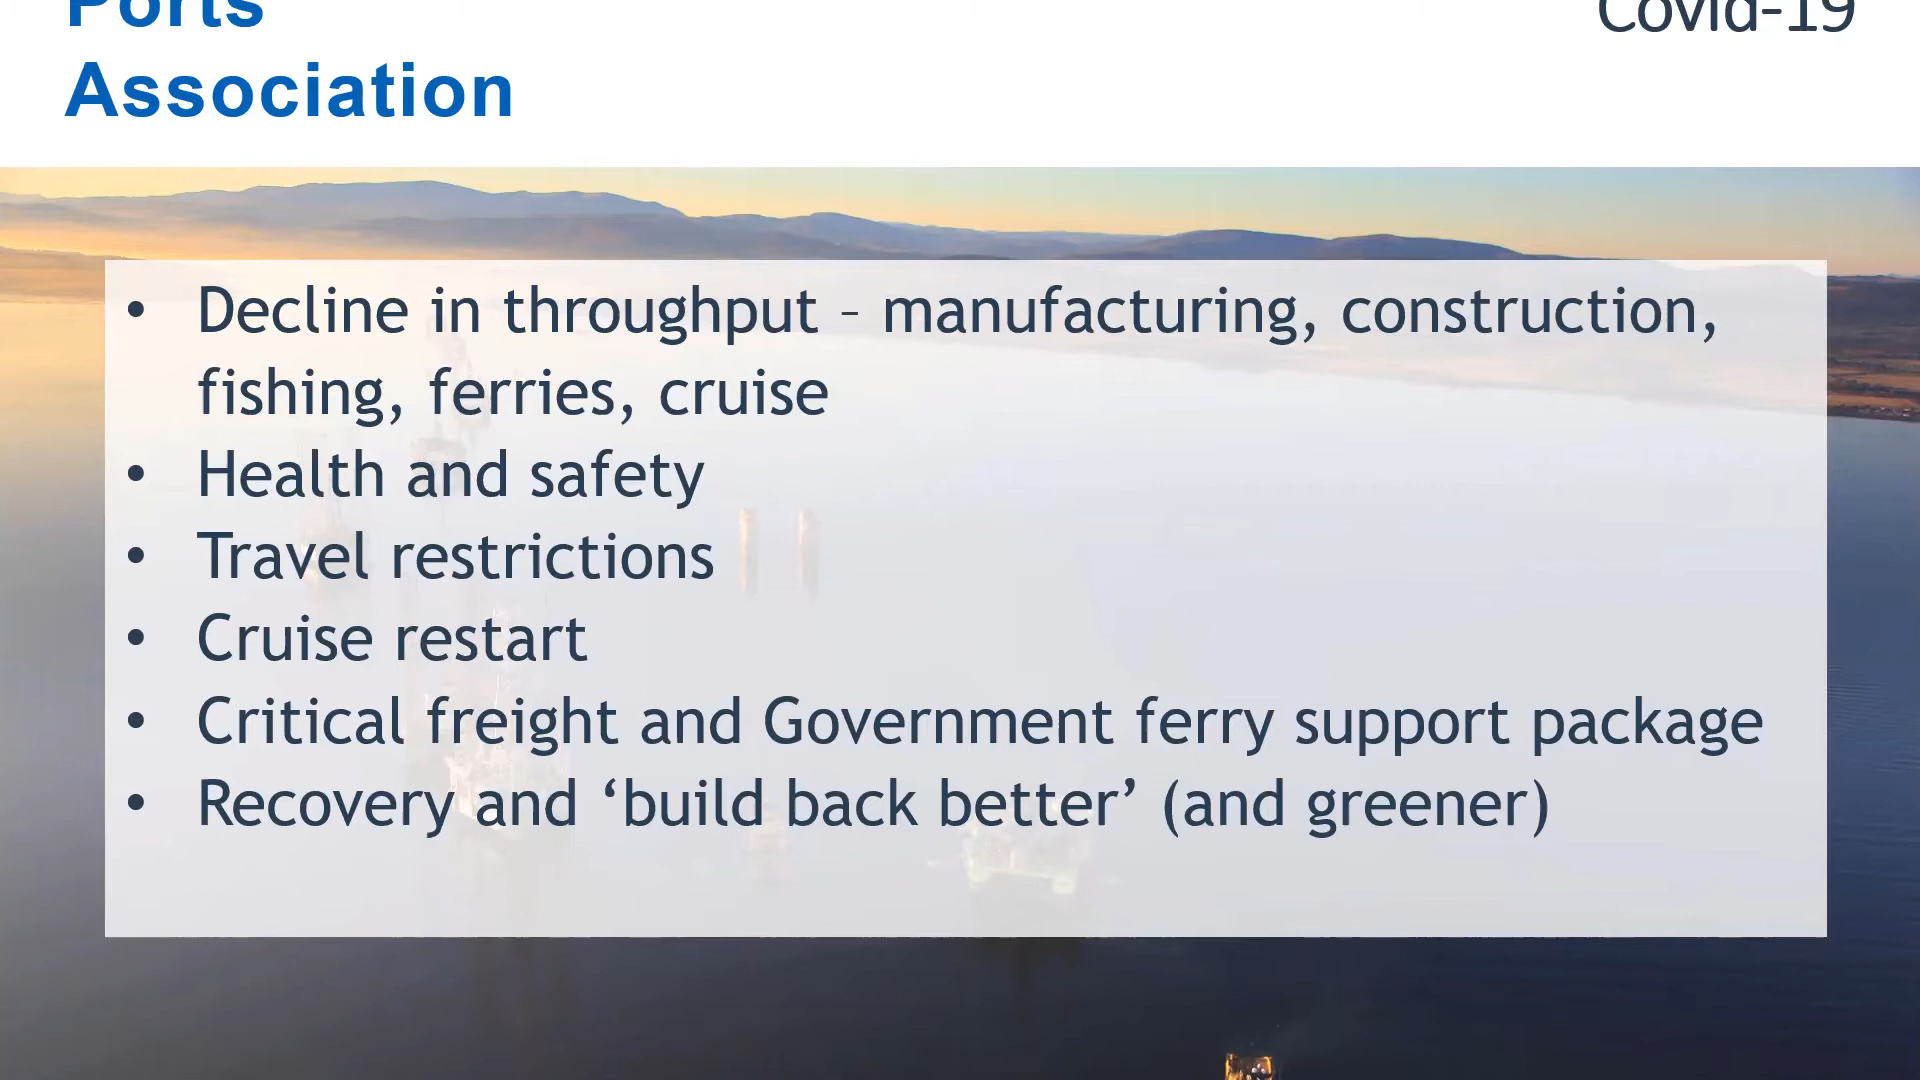 Ports
Covid-19
Association
• Decline in throughput – manufacturing, construction,
fishing, ferries, cruise
• Health and safety
• Travel restrictions
• Cruise restart
• Critical freight and Government ferry support package
• Recovery and ‘build back better’ (and greener)